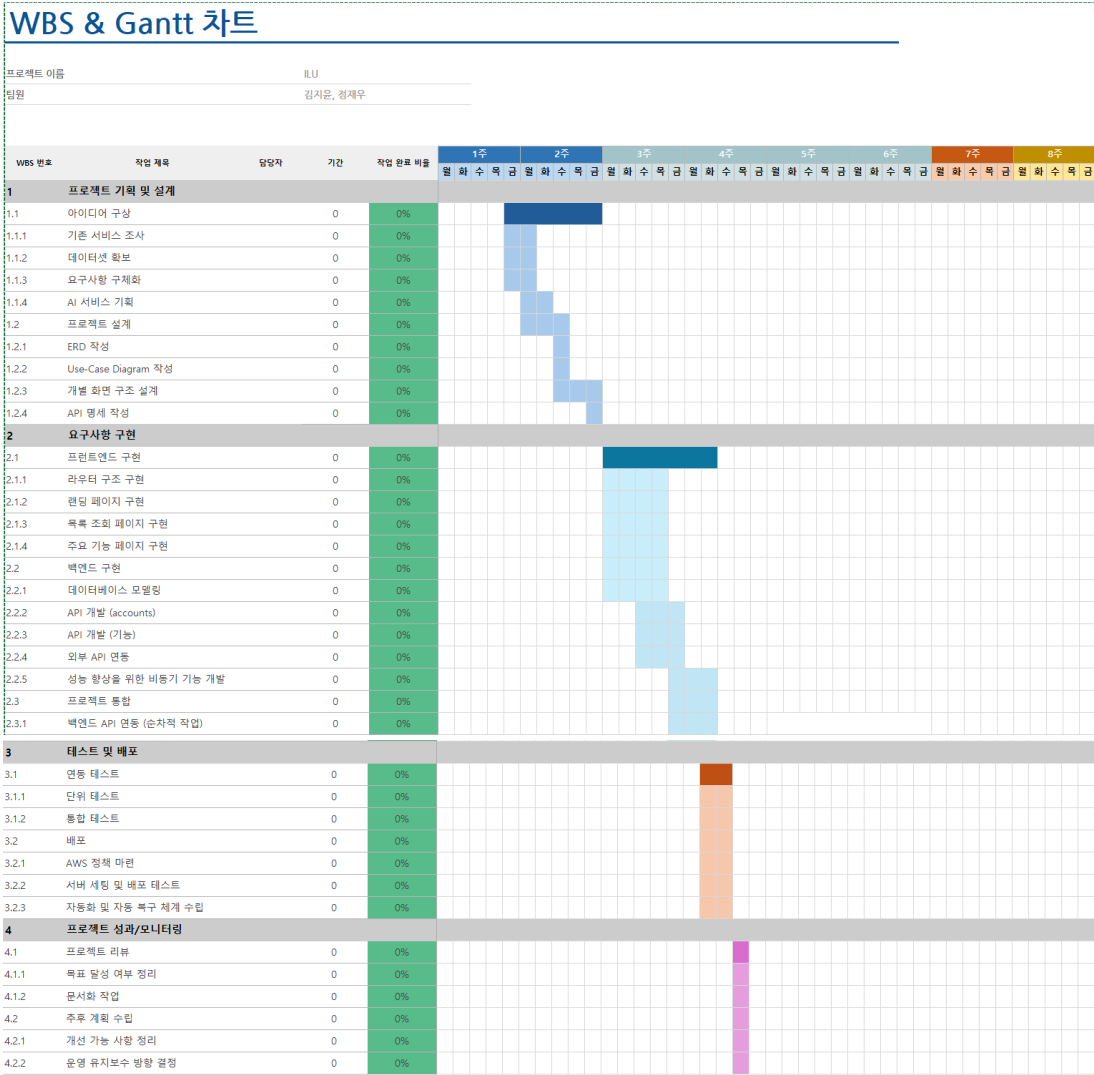 WBS & Gantt 차트
프로젝트 이름 ILU
팀원 김지윤, 정재우
WBS 번호 작업 제목 담당자 기간 작업 완료 비율 1주 2주 3주 4주 5주 6주 7주 8주
월 화 수 목 금 월 화 수 목 금 월 화 수 목 금 월 화 수 목 금 월 화 수 목 금 월 화 수 목 금 월 화 수 목 금 월 화 수 목 금
1 프로젝트 기획 및 설계
1.1 아이디어 구상 0 0%
1.1.1 기존 서비스 조사 0 0%
1.1.2 데이터셋 확보 0 0%
1.1.3 요구사항 구체화 0 0%
1.1.4 AI 서비스 기획 0 0%
1.2 프로젝트 설계 0 0%
1.2.1 ERD 작성 0 0%
1.2.2 Use-Case Diagram 작성 0 0%
1.2.3 개별 화면 구조 설계 0 0%
1.2.4 API 명세 작성 0 0%
2 요구사항 구현
2.1 프런트엔드 구현 0 0%
2.1.1 라우터 구조 구현 0 0%
2.1.2 랜딩 페이지 구현 0 0%
2.1.3 목록 조회 페이지 구현 0 0%
2.1.4 주요 기능 페이지 구현 0 0%
2.2 백엔드 구현 0 0%
2.2.1 데이터베이스 모델링 0 0%
2.2.2 API 개발 (accounts) 0 0%
2.2.3 API 개발 (기능) 0 0%
2.2.4 외부 API 연동 0 0%
2.2.5 성능 향상을 위한 비동기 기능 개발 0 0%
2.3 프로젝트 통합 0 0%
2.3.1 백엔드 API 연동 (순차적 작업) 0 0%
3 테스트 및 배포
3.1 연동 테스트 0 0%
3.1.1 단위 테스트 0 0%
3.1.2 통합 테스트 0 0%
3.2 배포 0 0%
3.2.1 AWS 정책 마련 0 0%
3.2.2 서버 세팅 및 배포 테스트 0 0%
3.2.3 자동화 및 자동 복구 체계 수립 0 0%
4 프로젝트 성과/모니터링
4.1 프로젝트 리뷰 0 0%
4.1.1 목표 달성 여부 정리 0 0%
4.1.2 문서화 작업 0 0%
4.2 추후 계획 수립 0 0%
4.2.1 개선 가능 사항 정리 0 0%
4.2.2 운영 유지보수 방향 결정 0 0%